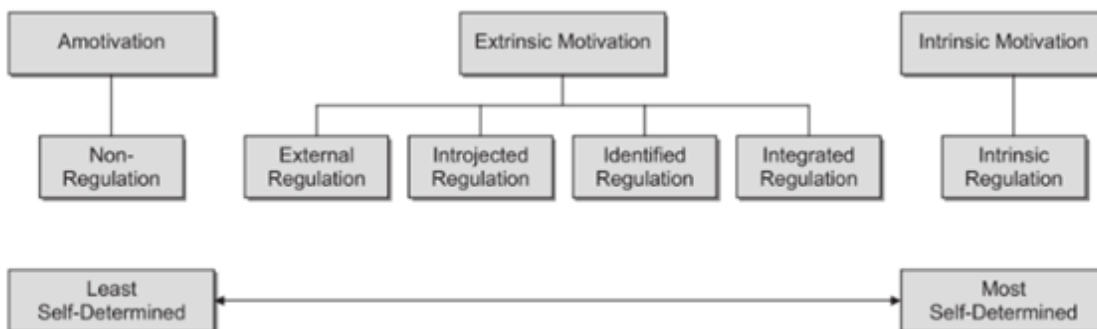 Amotivation
Extrinsic Motivation
Intrinsic Motivation
Non-
Regulation
External
Regulation
Introjected
Regulation
Identified
Regulation
Integrated
Regulation
Intrinsic
Regulation
Least
Self-Determined
Most
Self-Determined